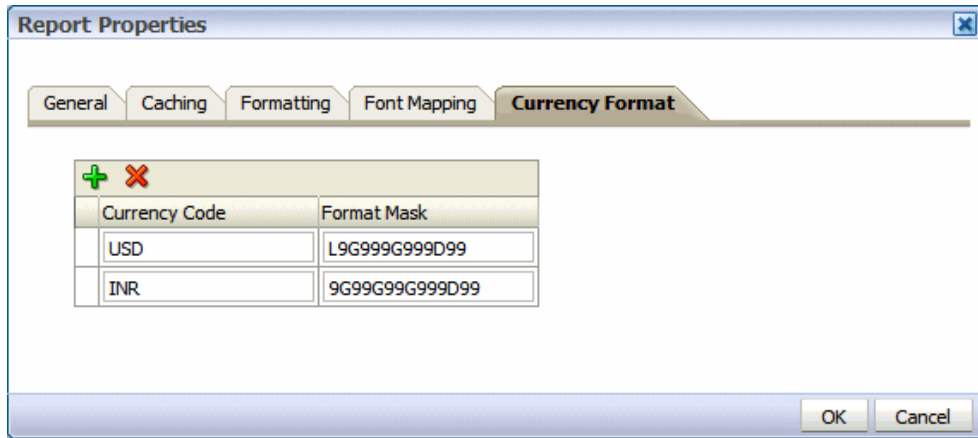 Report Properties
General Caching Formatting Font Mapping Currency Format
Currency Code Format Mask
USD L9G999G999D99
INR 9G99G99G999D99
OK Cancel